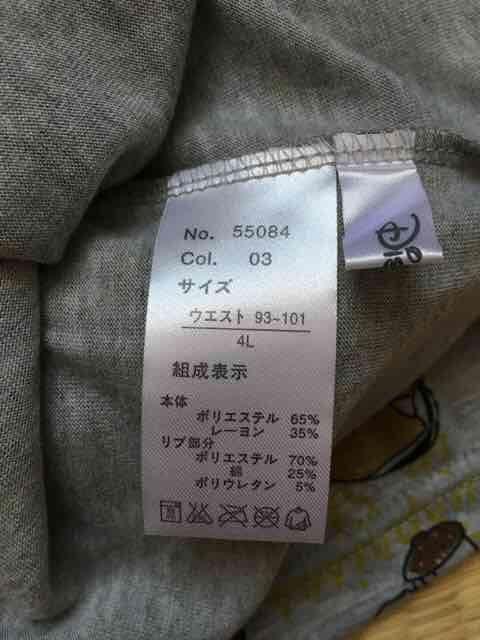 No. 55084
Col. 03
サイズ
ウエスト 93~101
4L
組成表示
本体
ポリエステル 65%
レーヨン 35%
リブ部分
ポリエステル 70%
綿 25%
ポリウレタン 5%